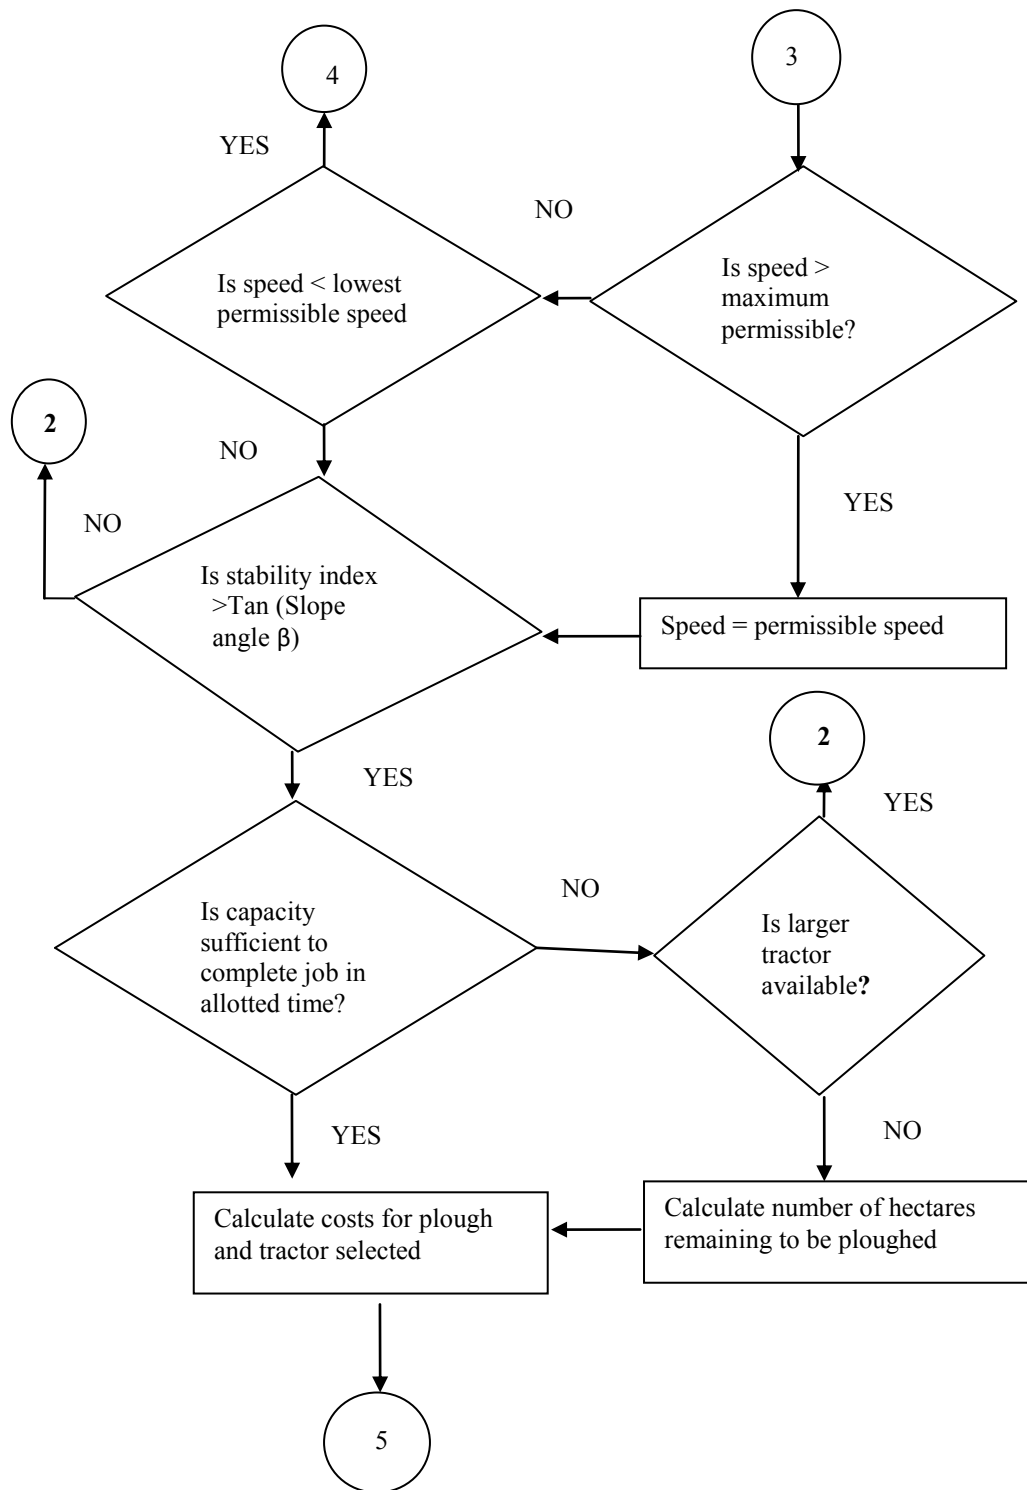 4
3
YES
NO
Is speed < lowest
permissible speed
Is speed >
maximum
permissible?
2
NO
YES
NO
Is stability index
>Tan (Slope
angle β)
Speed = permissible speed
2
YES
YES
NO
Is capacity
sufficient to
complete job in
allotted time?
Is larger
tractor
available?
YES
NO
Calculate costs for plough
and tractor selected
Calculate number of hectares
remaining to be ploughed
5